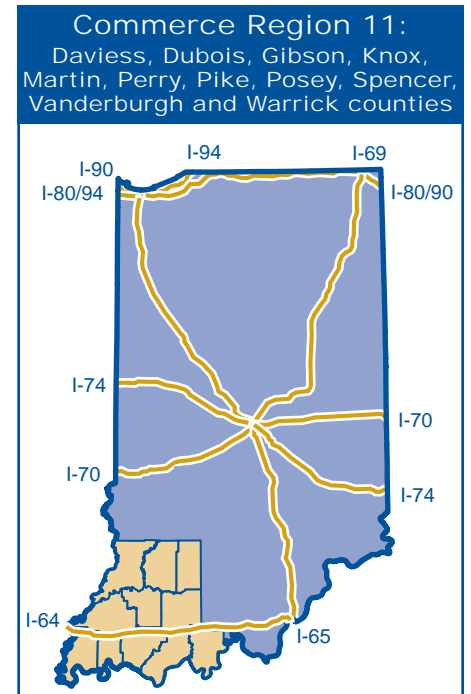 Commerce Region 11:
Daviess, Dubois, Gibson, Knox,
Martin, Perry, Pike, Posey, Spencer,
Vanderburgh and Warrick counties
I-94
I-69
I-90
I-80/94
I-80/90
I-74
I-70
I-70
I-74
I-64
I-65